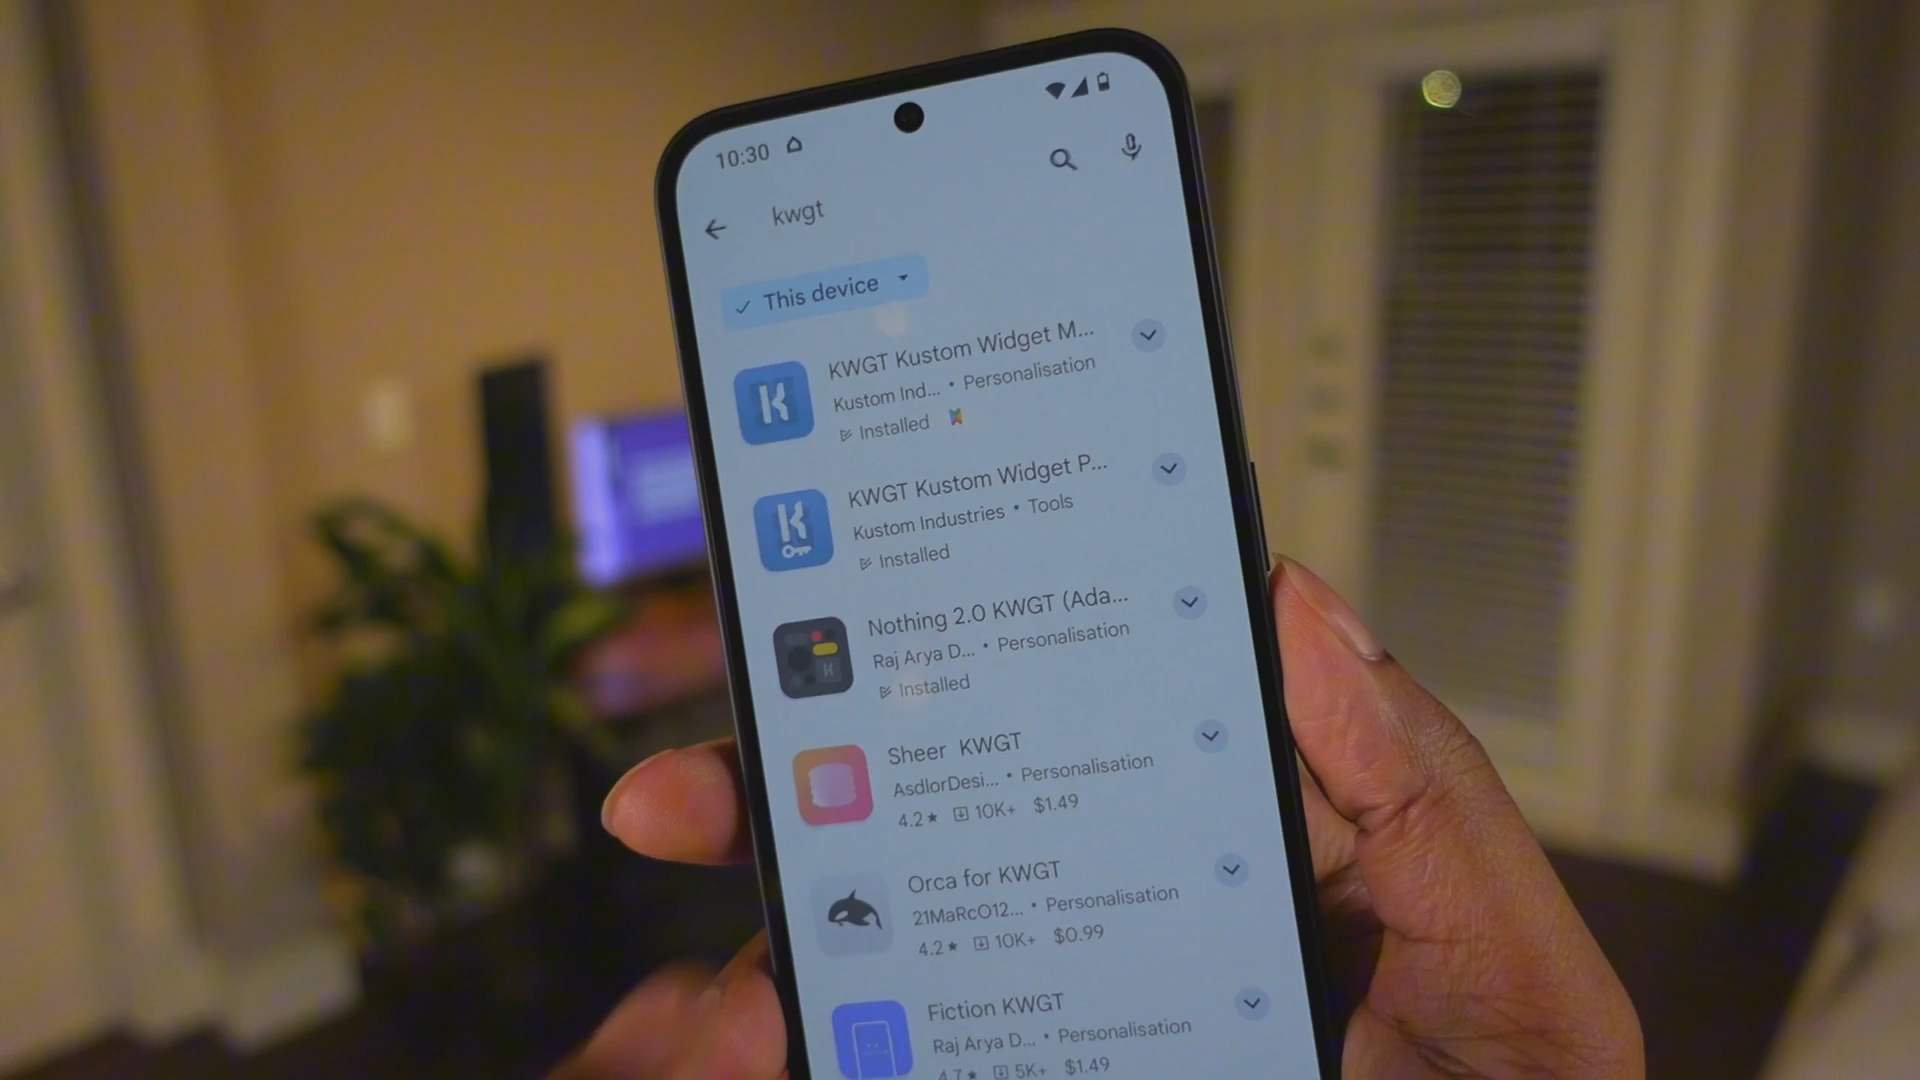 10:30
kwgt
This device
KWGT Kustom Widget M...
Kustom Ind... • Personalisation
Installed
KWGT Kustom Widget P...
Kustom Industries • Tools
Installed
Nothing 2.0 KWGT (Ada...
Raj Arya D... • Personalisation
Installed
Sheer KWGT
AsdlorDesi... • Personalisation
4.2★ 10K+ $1.49
Orca for KWGT
21MaRcO12... • Personalisation
4.2★ 10K+ $0.99
Fiction KWGT
Raj Arya D... • Personalisation
4.7★ 5K+ $1.49